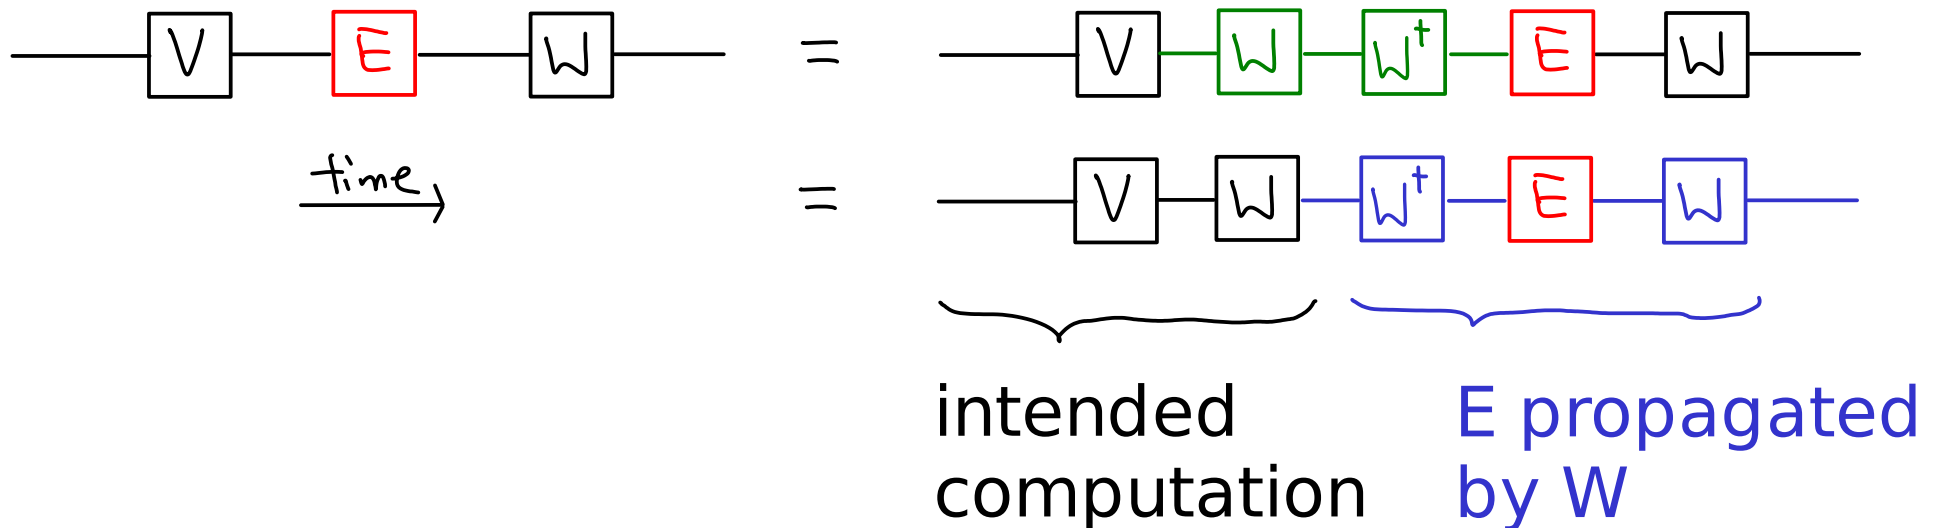 V E W = V W W† E W
time = V W W† E W
intended E propagated
computation by W